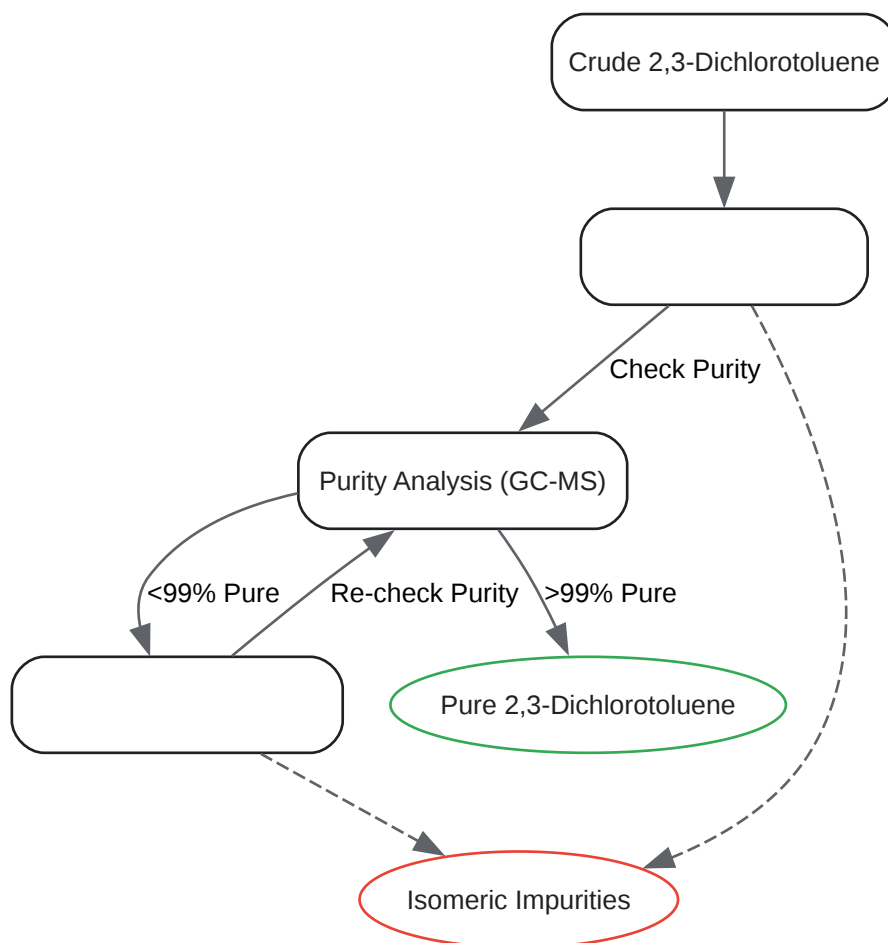 Crude 2,3-Dichlorotoluene
Check Purity
Purity Analysis (GC-MS)
<99% Pure
Re-check Purity
>99% Pure
Pure 2,3-Dichlorotoluene
Isomeric Impurities